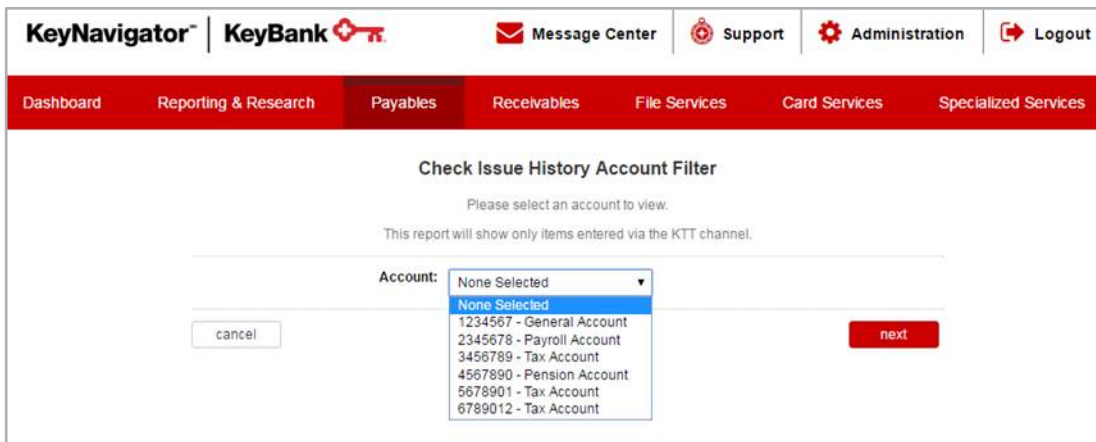 KeyNavigator™ | KeyBank Message Center Support Administration Logout
Dashboard Reporting & Research Payables Receivables File Services Card Services Specialized Services
Check Issue History Account Filter
Please select an account to view.
This report will show only items entered via the KTT channel.
Account: None Selected
None Selected
1234567 - General Account
2345678 - Payroll Account
3456789 - Tax Account
4567890 - Pension Account
5678901 - Tax Account
6789012 - Tax Account
cancel next